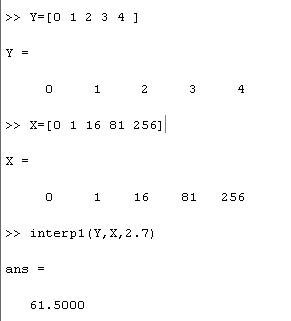 >> Y=[0 1 2 3 4 ]
Y =
0 1 2 3 4
>> X=[0 1 16 81 256]
X =
0 1 16 81 256
>> interp1(Y,X,2.7)
ans =
61.5000